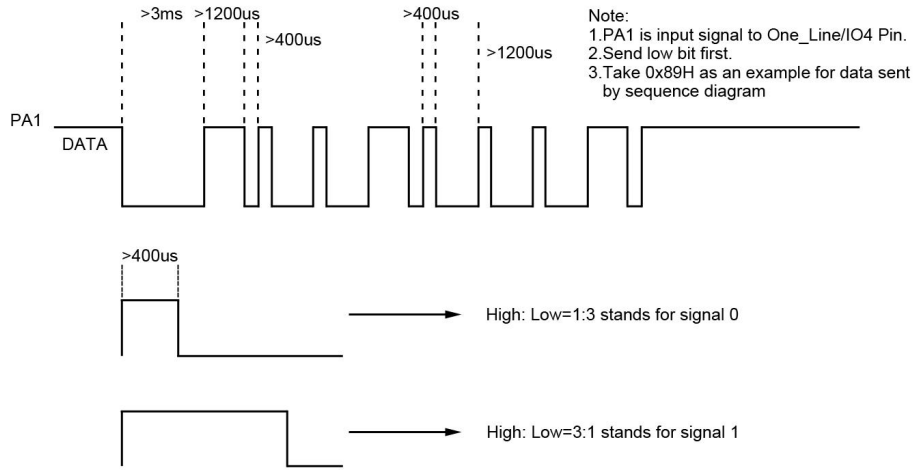 >3ms >1200us >400us
>400us
>1200us
Note:
1.PA1 is input signal to One_Line/IO4 Pin.
2.Send low bit first.
3.Take 0x89H as an example for data sent
by sequence diagram
PA1
DATA
>400us
High: Low=1:3 stands for signal 0
High: Low=3:1 stands for signal 1